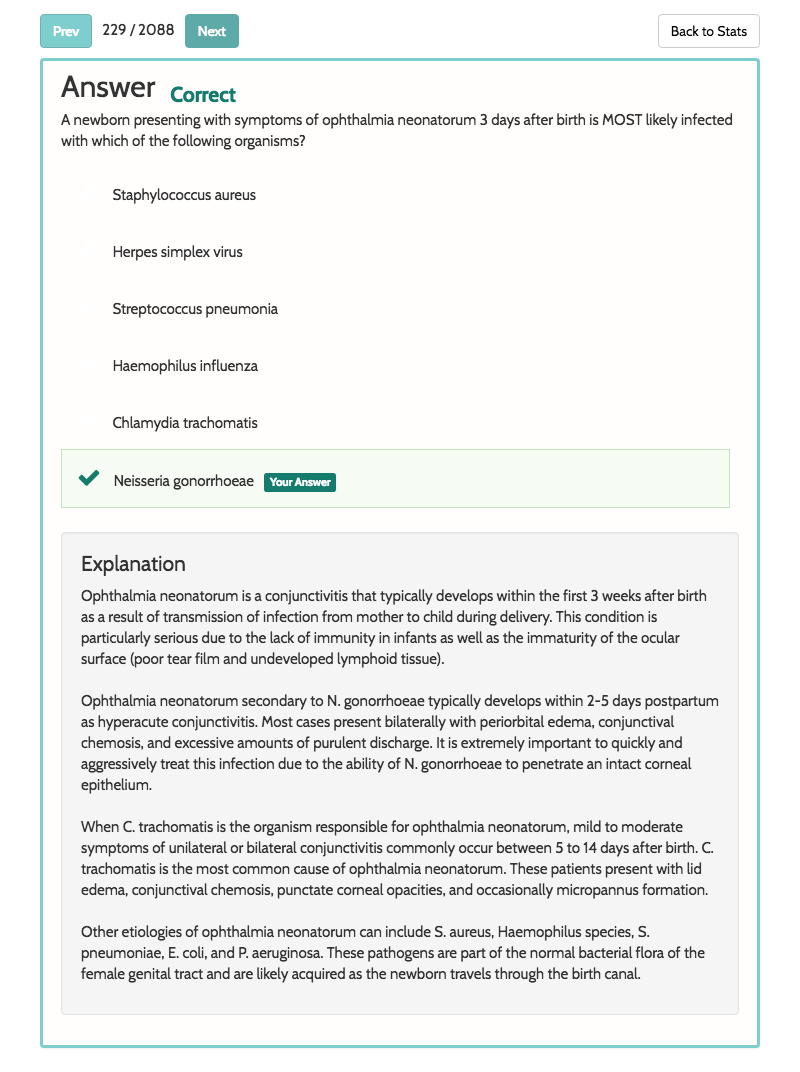 Prev 229 / 2088 Next Back to Stats
Answer Correct
A newborn presenting with symptoms of ophthalmia neonatorum 3 days after birth is MOST likely infected
with which of the following organisms?
Staphylococcus aureus
Herpes simplex virus
Streptococcus pneumonia
Haemophilus influenza
Chlamydia trachomatis
Neisseria gonorrhoeae Your Answer
Explanation
Ophthalmia neonatorum is a conjunctivitis that typically develops within the first 3 weeks after birth
as a result of transmission of infection from mother to child during delivery. This condition is
particularly serious due to the lack of immunity in infants as well as the immaturity of the ocular
surface (poor tear film and undeveloped lymphoid tissue).
Ophthalmia neonatorum secondary to N. gonorrhoeae typically develops within 2-5 days postpartum
as hyperacute conjunctivitis. Most cases present bilaterally with periorbital edema, conjunctival
chemosis, and excessive amounts of purulent discharge. It is extremely important to quickly and
aggressively treat this infection due to the ability of N. gonorrhoeae to penetrate an intact corneal
epithelium.
When C. trachomatis is the organism responsible for ophthalmia neonatorum, mild to moderate
symptoms of unilateral or bilateral conjunctivitis commonly occur between 5 to 14 days after birth. C.
trachomatis is the most common cause of ophthalmia neonatorum. These patients present with lid
edema, conjunctival chemosis, punctate corneal opacities, and occasionally micropannus formation.
Other etiologies of ophthalmia neonatorum can include S. aureus, Haemophilus species, S.
pneumoniae, E. coli, and P. aeruginosa. These pathogens are part of the normal bacterial flora of the
female genital tract and are likely acquired as the newborn travels through the birth canal.